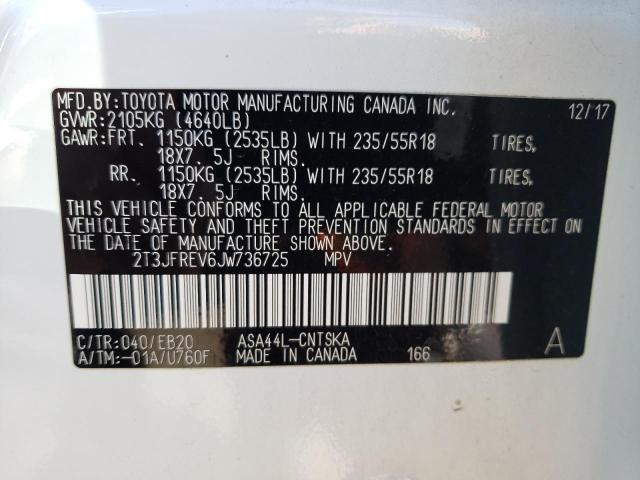 MFD.BY:TOYOTA MOTOR MANUFACTURING CANADA INC. 12/17
GVWR:2105KG (4640LB)
GAWR:FRT. 1150KG (2535LB) WITH 235/55R18 TIRES,
18X7. 5J RIMS.
RR. 1150KG (2535LB) WITH 235/55R18 TIRES,
18X7. 5J RIMS.
THIS VEHICLE CONFORMS TO ALL APPLICABLE FEDERAL MOTOR
VEHICLE SAFETY AND THEFT PREVENTION STANDARDS IN EFFECT ON
THE DATE OF MANUFACTURE SHOWN ABOVE.
2T3JFREV6JW736725 MPV
C/TR:040/EB20 ASA44L-CNTSKA A
A/TM:-01A/U760F MADE IN CANADA 166